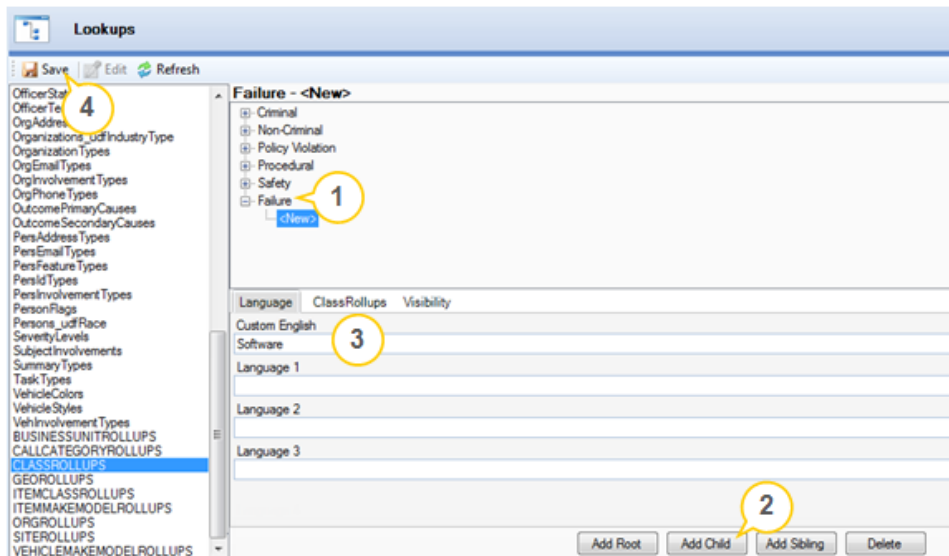 Lookups
Save Edit Refresh
OfficerStat
4
OfficerTe
OrgAddres
Organizations_udfIndustryType
OrganizationTypes
OrgEmailTypes
OrgInvolvementTypes
OrgPhoneTypes
OutcomePrimaryCauses
OutcomeSecondaryCauses
PersAddressTypes
PersEmailTypes
PersFeatureTypes
PersIdTypes
PersInvolvementTypes
PersonFlags
Persons_udfRace
SeverityLevels
SubjectInvolvements
SummaryTypes
TaskTypes
VehicleColors
VehicleStyles
VehInvolvementTypes
BUSINESSUNITROLLUPS
CALLCATEGORYROLLUPS
CLASSROLLUPS
GEOROLLUPS
ITEMCLASSROLLUPS
ITEMMAKEMODELROLLUPS
ORGROLLUPS
SITEROLLUPS
VEHICLEMAKEMODELROLLUPS
Failure - <New>
Criminal
Non-Criminal
Policy Violation
Procedural
Safety
Failure
1
<New>
Language ClassRollups Visibility
Custom English
3
Software
Language 1
Language 2
Language 3
2
Add Root Add Child Add Sibling Delete